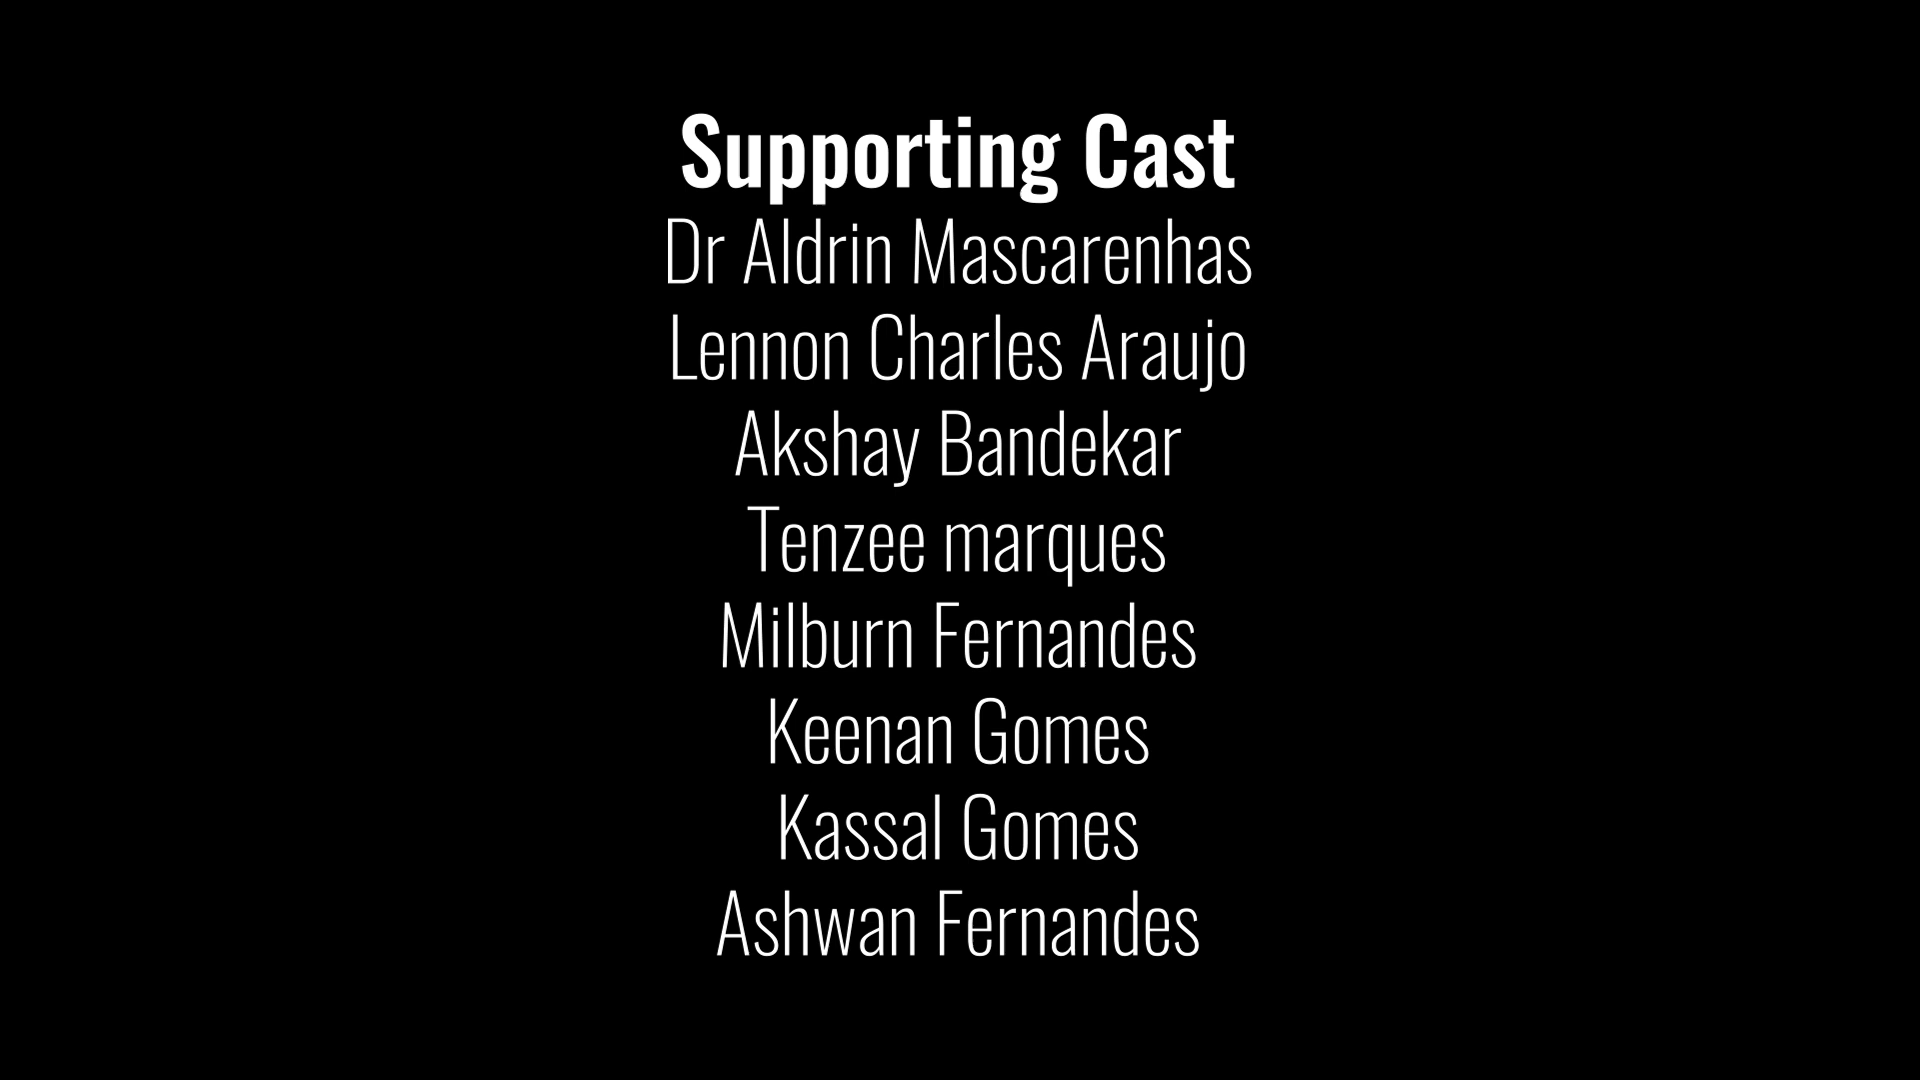 Supporting Cast
Dr Aldrin Mascarenhas
Lennon Charles Araujo
Akshay Bandekar
Tenzee marques
Milburn Fernandes
Keenan Gomes
Kassal Gomes
Ashwan Fernandes